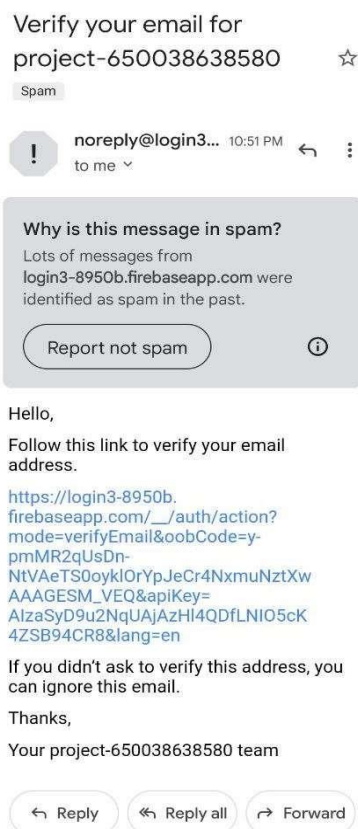 Verify your email for
project-650038638580
Spam
!
noreply@login3... 10:51 PM
to me
Why is this message in spam?
Lots of messages from
login3-8950b.firebaseapp.com were
identified as spam in the past.
Report not spam
Hello,
Follow this link to verify your email
address.
https://login3-8950b.
firebaseapp.com/__/auth/action?
mode=verifyEmail&oobCode=y-
pmMR2qUsDn-
NtVAeTS0oyklOrYpJeCr4NxmuNztXw
AAAGESM_VEQ&apiKey=
AIzaSyD9u2NqUAjAzHl4QDfLNIO5cK
4ZSB94CR8&lang=en
If you didn't ask to verify this address, you
can ignore this email.
Thanks,
Your project-650038638580 team
Reply Reply all Forward